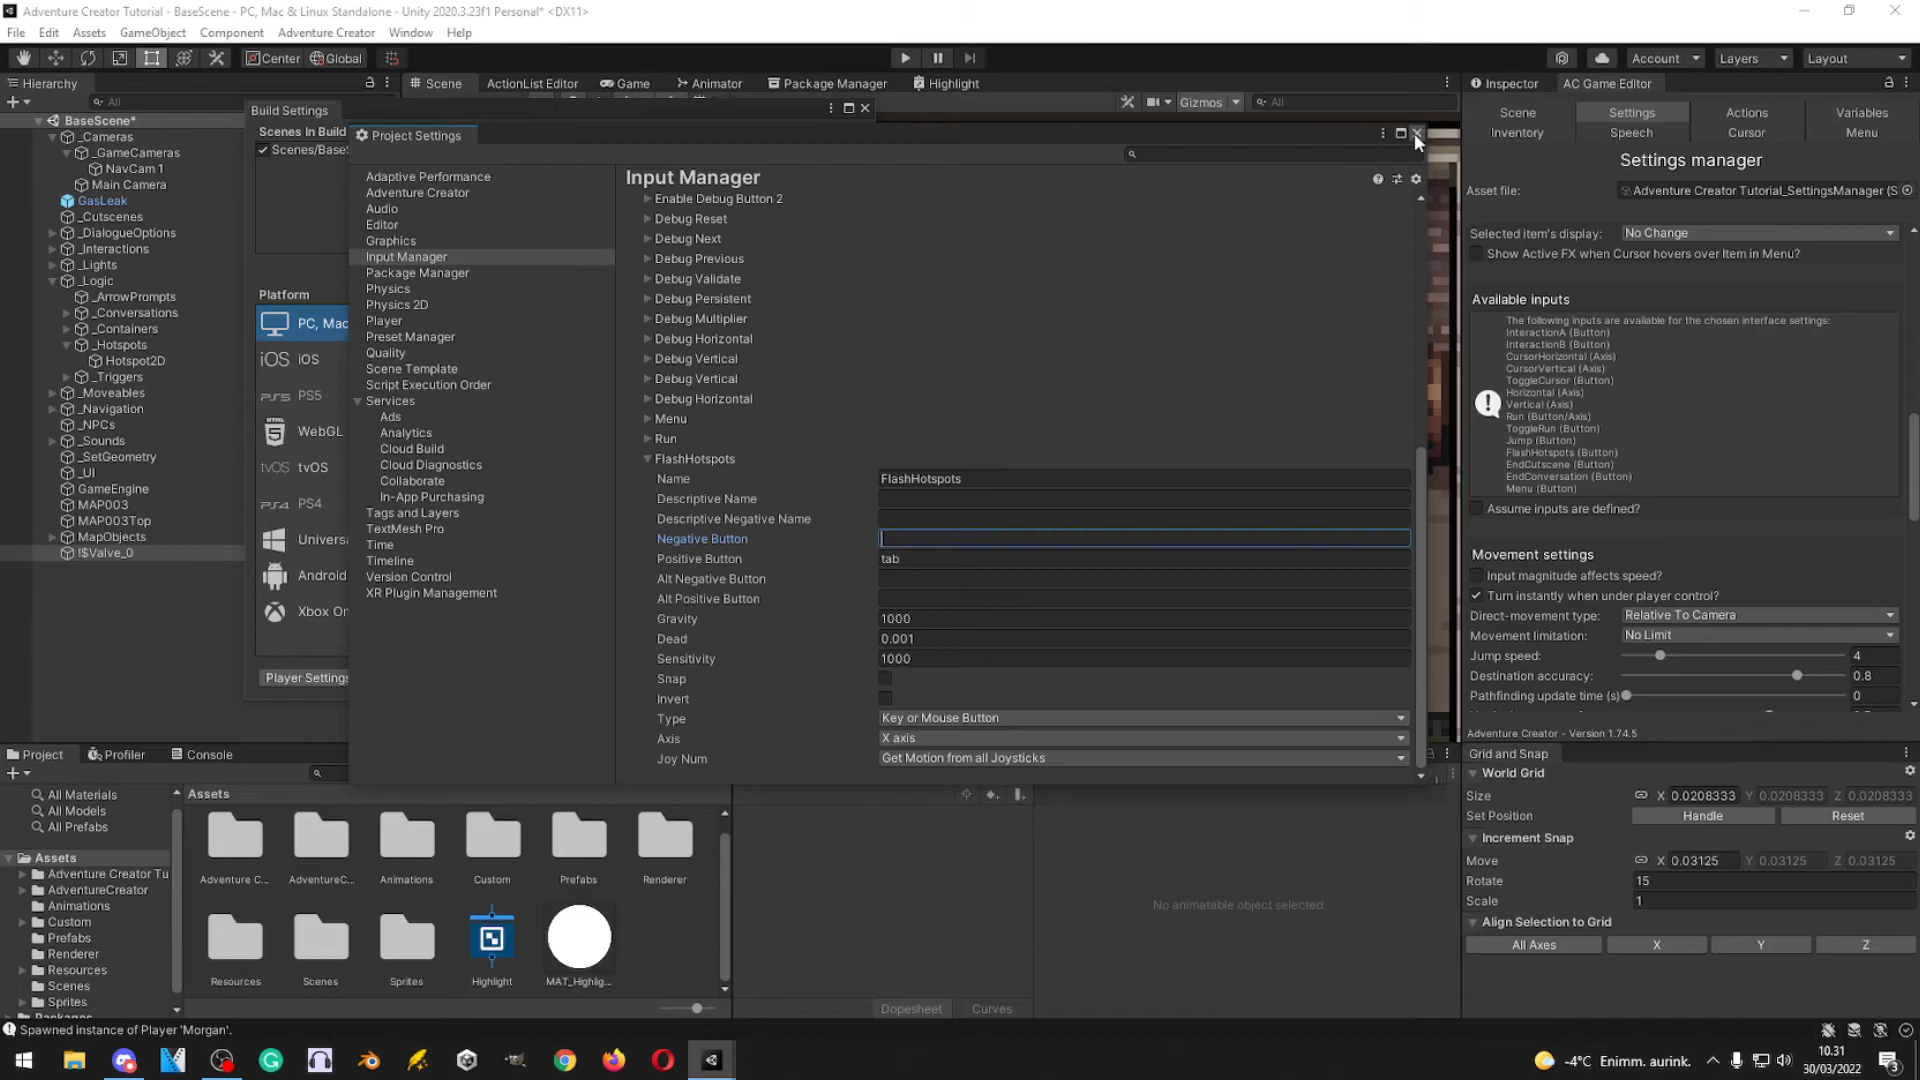 Adventure Creator Tutorial - BaseScene - PC, Mac & Linux Standalone - Unity 2020.3.23f1 Personal* <DX11>
File Edit Assets GameObject Component Adventure Creator Window Help
Center Global Account Layers Layout
Hierarchy Scene ActionList Editor Game Animator Package Manager Highlight Inspector AC Game Editor
All Gizmos All
BaseScene*
_Cameras
_GameCameras
NavCam 1
Main Camera
GasLeak
_Cutscenes
_DialogueOptions
_Interactions
_Lights
_Logic
_ArrowPrompts
_Conversations
_Containers
_Hotspots
Hotspot2D
_Triggers
_Moveables
_Navigation
_NPCs
_Sounds
_SetGeometry
_UI
GameEngine
MAP003
MAP003Top
MapObjects
!$Valve_0
Build Settings
Scenes In Build
Scenes/BaseS
Platform
PC, Mac
iOS iOS
PS5 PS5
WebGL
tvOS tvOS
PS4 PS4
Universa
Android
Xbox On
Player Settings
Project Settings
Adaptive Performance
Adventure Creator
Audio
Editor
Graphics
Input Manager
Package Manager
Physics
Physics 2D
Player
Preset Manager
Quality
Scene Template
Script Execution Order
Services
Ads
Analytics
Cloud Build
Cloud Diagnostics
Collaborate
In-App Purchasing
Tags and Layers
TextMesh Pro
Time
Timeline
Version Control
XR Plugin Management
Input Manager
Enable Debug Button 2
Debug Reset
Debug Next
Debug Previous
Debug Validate
Debug Persistent
Debug Multiplier
Debug Horizontal
Debug Vertical
Debug Vertical
Debug Horizontal
Menu
Run
FlashHotspots
Name FlashHotspots
Descriptive Name
Descriptive Negative Name
Negative Button
Positive Button tab
Alt Negative Button
Alt Positive Button
Gravity 1000
Dead 0.001
Sensitivity 1000
Snap
Invert
Type Key or Mouse Button
Axis X axis
Joy Num Get Motion from all Joysticks
Scene Settings Actions Variables
Inventory Speech Cursor Menu
Settings manager
Asset file: Adventure Creator Tutorial_SettingsManager (S
Selected item's display: No Change
Show Active FX when Cursor hovers over Item in Menu?
Available inputs
The following inputs are available for the chosen interface settings:
InteractionA (Button)
InteractionB (Button)
CursorHorizontal (Axis)
CursorVertical (Axis)
ToggleCursor (Button)
Horizontal (Axis)
Vertical (Axis)
Run (Button/Axis)
ToggleRun (Button)
Jump (Button)
FlashHotspots (Button)
EndCutscene (Button)
EndConversation (Button)
Menu (Button)
Assume inputs are defined?
Movement settings
Input magnitude affects speed?
Turn instantly when under player control?
Direct-movement type: Relative To Camera
Movement limitation: No Limit
Jump speed: 4
Destination accuracy: 0.8
Pathfinding update time (s) 0
Adventure Creator - Version 1.74.5
Grid and Snap
World Grid
Size X 0.0208333 Y 0.0208333 Z 0.0208333
Set Position Handle Reset
Increment Snap
Move X 0.03125 Y 0.03125 Z 0.03125
Rotate 15
Scale 1
Align Selection to Grid
All Axes X Y Z
Project Profiler Console
All Materials
All Models
All Prefabs
Assets
Adventure Creator Tu
AdventureCreator
Animations
Custom
Prefabs
Renderer
Resources
Scenes
Sprites
Assets
Adventure C... AdventureC... Animations Custom Prefabs Renderer
Resources Scenes Sprites Highlight MAT_Highlig...
No animatable object selected.
Dopesheet Curves
Spawned instance of Player 'Morgan'.
-4°C Enimm. aurink.
10.31
30/03/2022
3